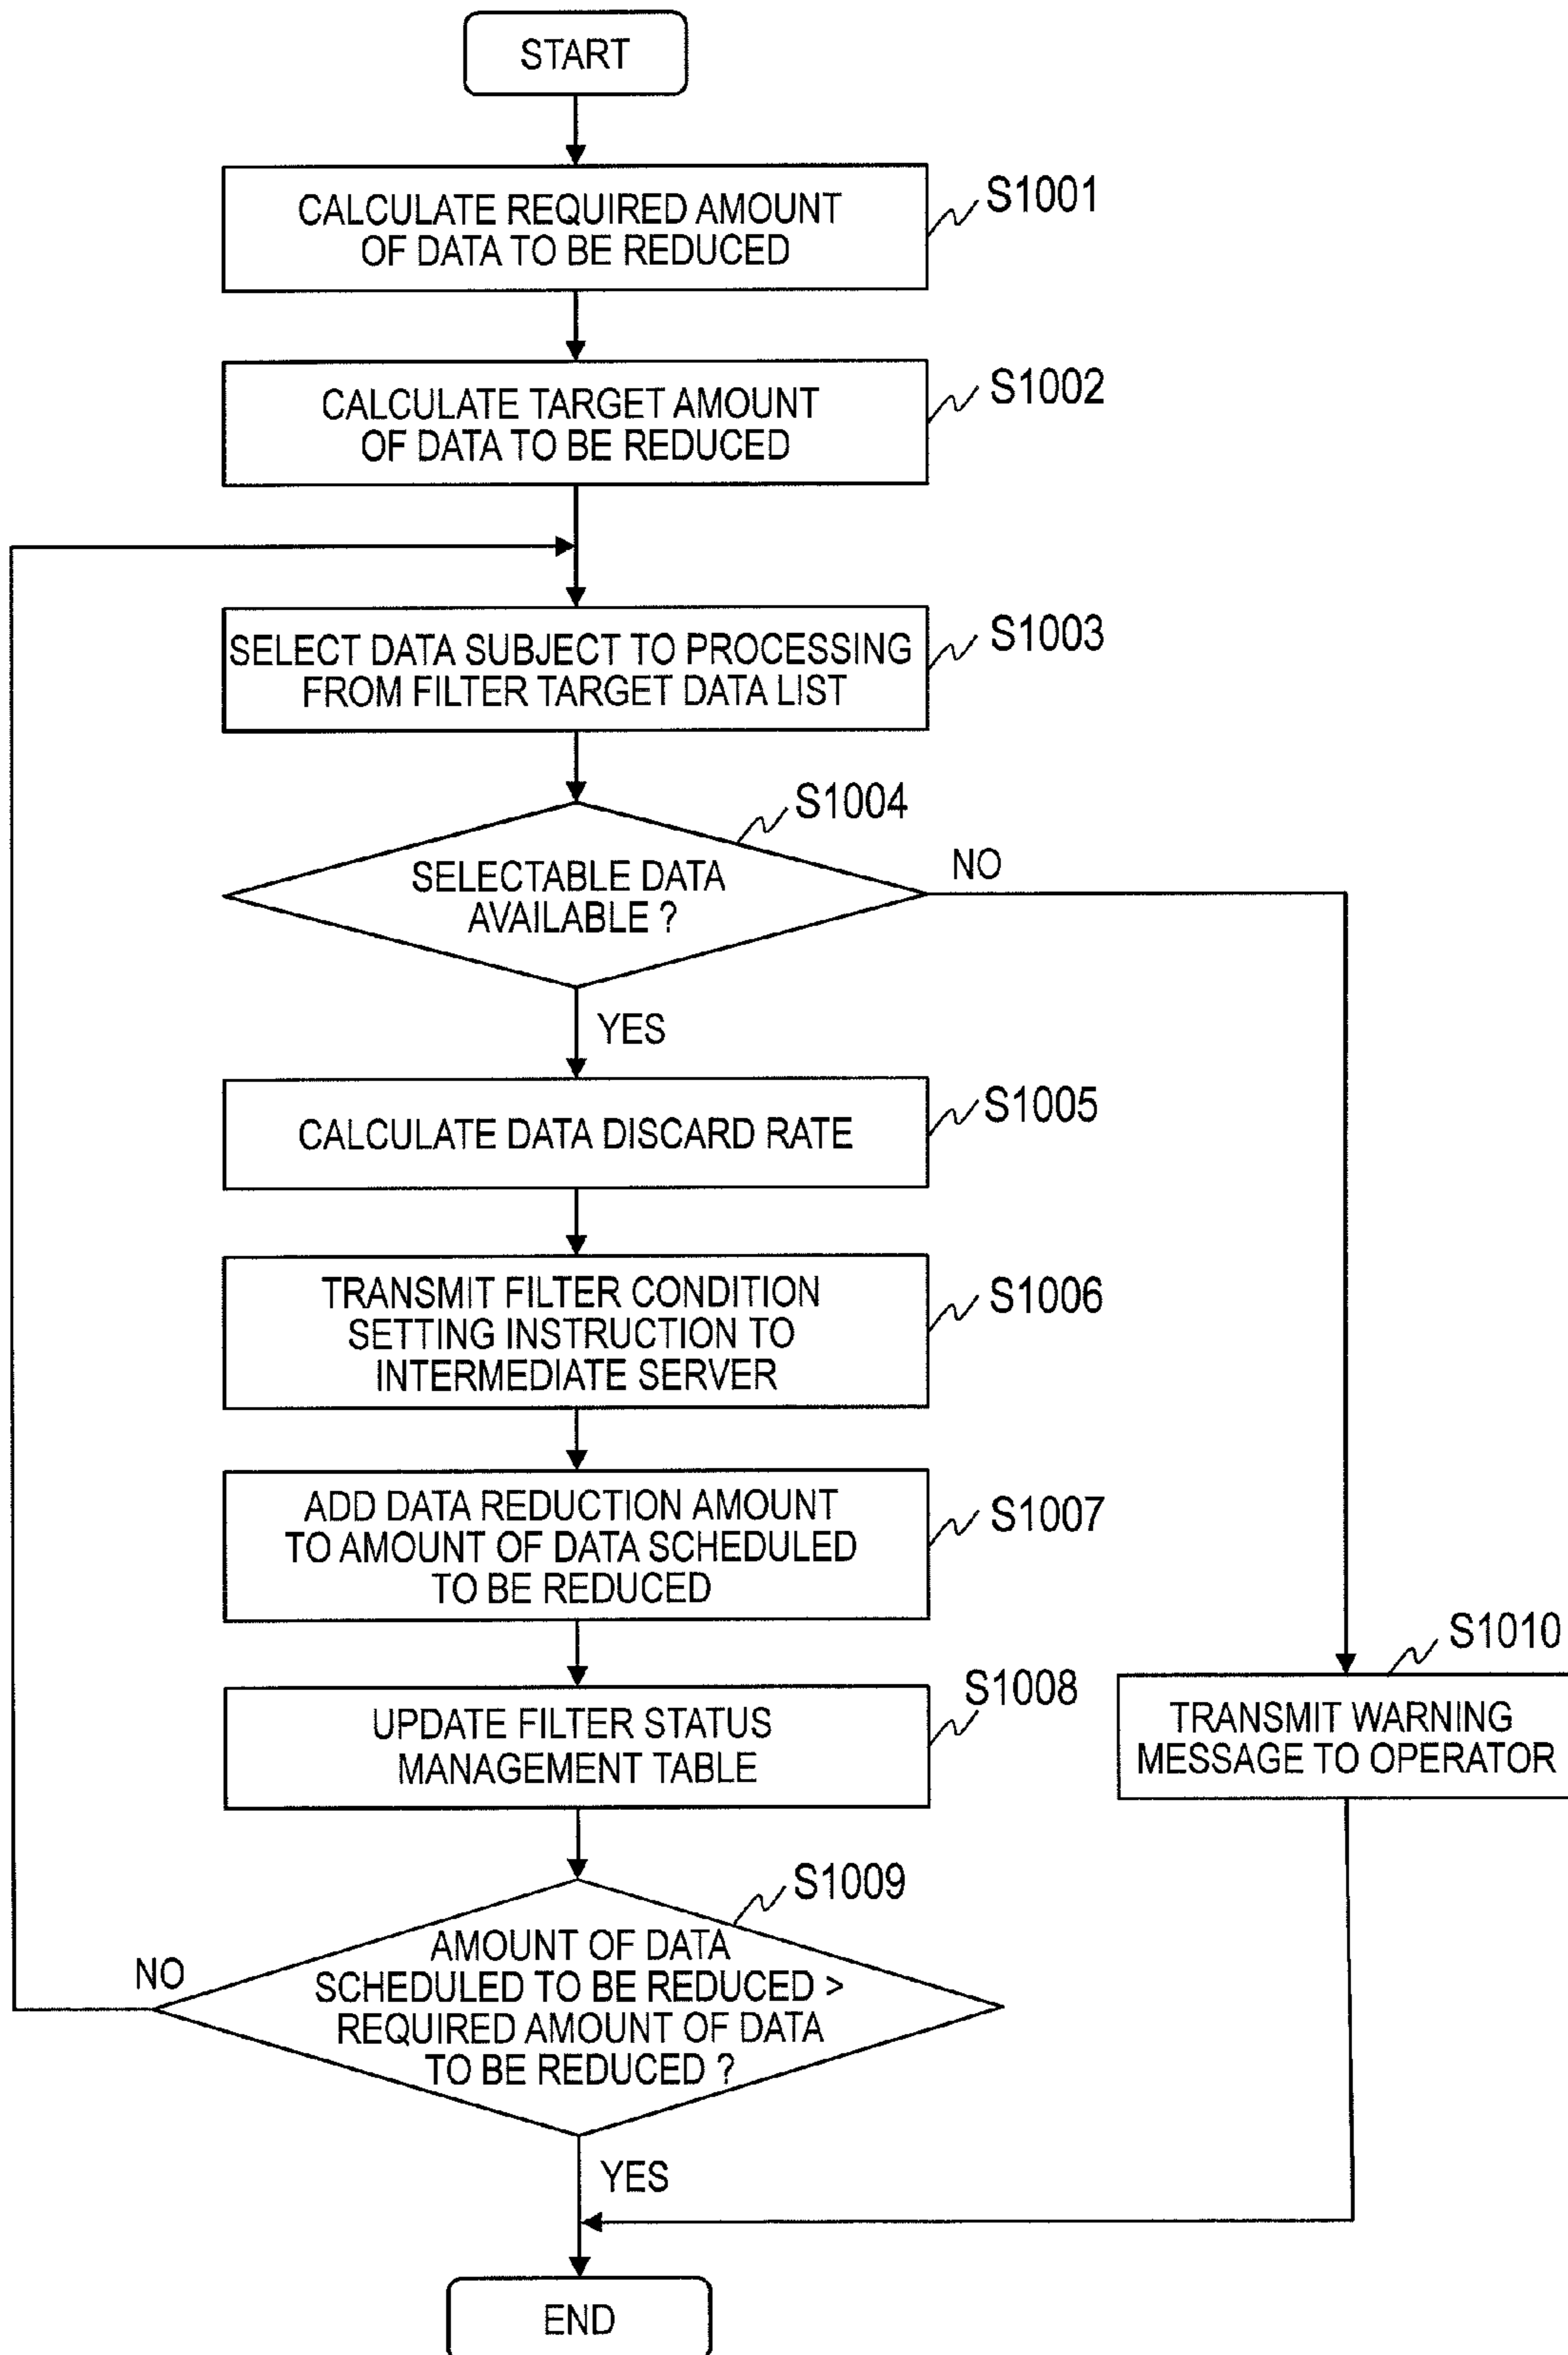 START
CALCULATE REQUIRED AMOUNT
OF DATA TO BE REDUCED
S1001
CALCULATE TARGET AMOUNT
OF DATA TO BE REDUCED
S1002
SELECT DATA SUBJECT TO PROCESSING
FROM FILTER TARGET DATA LIST
S1003
S1004
SELECTABLE DATA
AVAILABLE ?
NO
YES
CALCULATE DATA DISCARD RATE
S1005
TRANSMIT FILTER CONDITION
SETTING INSTRUCTION TO
INTERMEDIATE SERVER
S1006
ADD DATA REDUCTION AMOUNT
TO AMOUNT OF DATA SCHEDULED
TO BE REDUCED
S1007
UPDATE FILTER STATUS
MANAGEMENT TABLE
S1008
S1010
TRANSMIT WARNING
MESSAGE TO OPERATOR
S1009
AMOUNT OF DATA
SCHEDULED TO BE REDUCED >
REQUIRED AMOUNT OF DATA
TO BE REDUCED ?
NO
YES
END